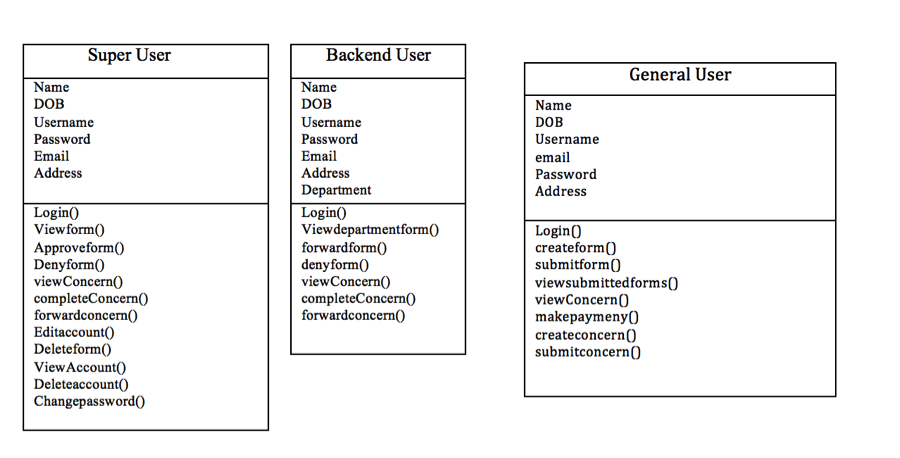 Super User
Name
DOB
Username
Password
Email
Address
Login()
Viewform()
Approveform()
Denyform()
viewConcern()
completeConcern()
forwardconcern()
Editaccount()
Deleteform()
ViewAccount()
Deleteaccount()
Changepassword()
Backend User
Name
DOB
Username
Password
Email
Address
Department
Login()
Viewdepartmentform()
forwardform()
denyform()
viewConcern()
completeConcern()
forwardconcern()
General User
Name
DOB
Username
email
Password
Address
Login()
createform()
submitform()
viewsubmittedforms()
viewConcern()
makepaymeny()
createconcern()
submitconcern()